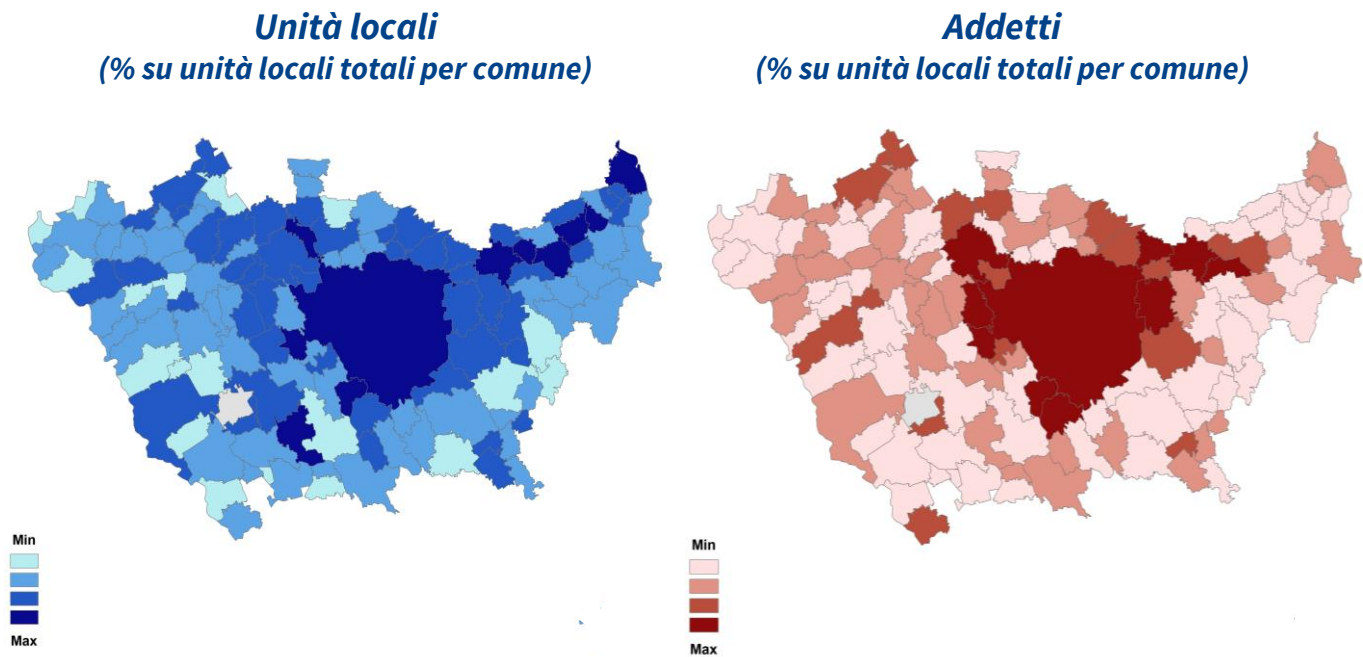 Unità locali
(% su unità locali totali per comune)
Min
Max
Addetti
(% su unità locali totali per comune)
Min
Max